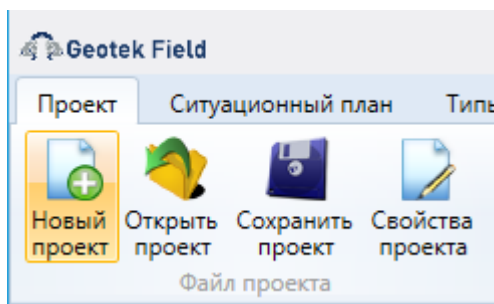 Geotek Field
Проект Ситуационный план Типы
Новый проект Открыть проект Сохранить проект Свойства проекта
Файл проекта